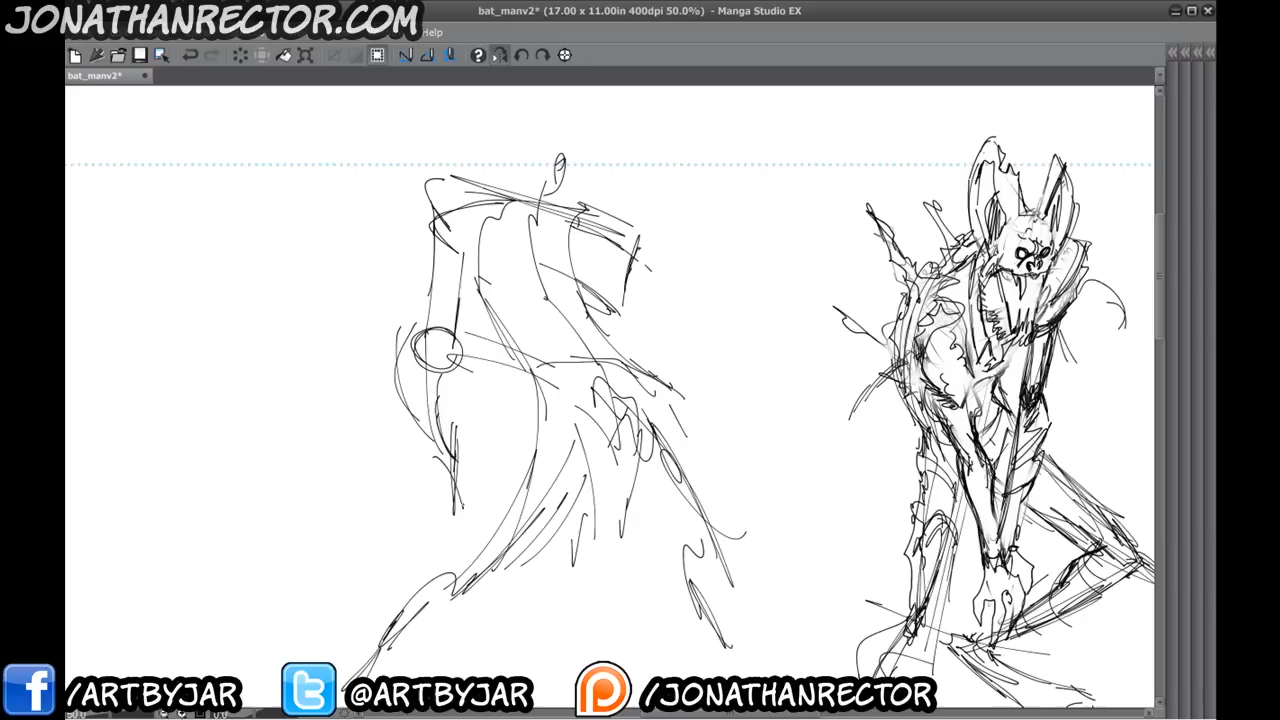 JONATHANRECTOR.COM
bat_manv2* (17.00 x 11.00in 400dpi 50.0%) - Manga Studio EX
Help
bat_manv2*
/ARTBYJAR
@ARTBYJAR
/JONATHANRECTOR